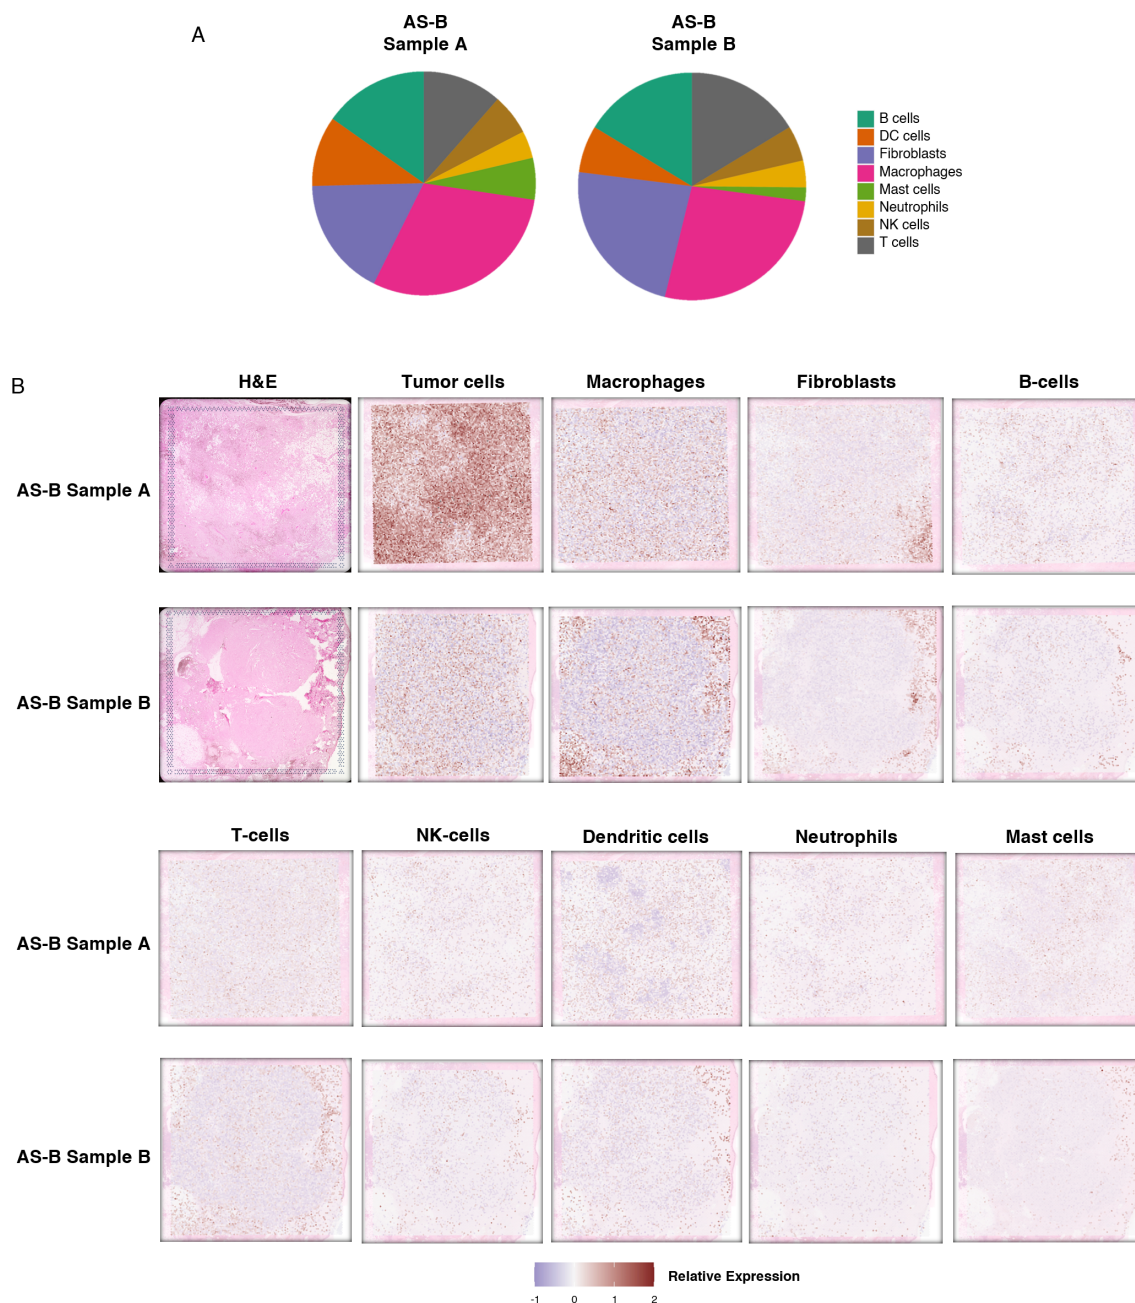 A
AS-B
Sample A
AS-B
Sample B
B cells
DC cells
Fibroblasts
Macrophages
Mast cells
Neutrophils
NK cells
T cells
B
H&E
Tumor cells
Macrophages
Fibroblasts
B-cells
AS-B Sample A
AS-B Sample B
T-cells
NK-cells
Dendritic cells
Neutrophils
Mast cells
AS-B Sample A
AS-B Sample B
Relative Expression
-1 0 1 2